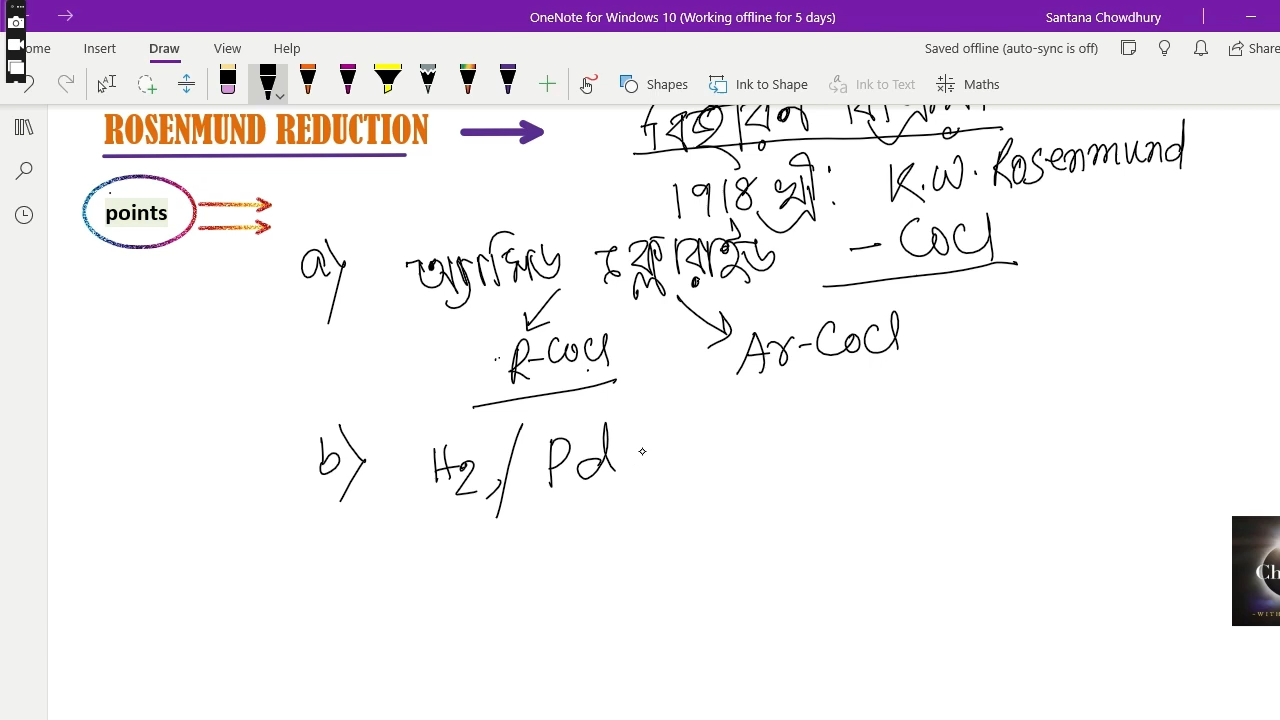 OneNote for Windows 10 (Working offline for 5 days)
Santana Chowdhury
ome Insert Draw View Help
Saved offline (auto-sync is off)
Share
Shapes Ink to Shape Ink to Text Maths
ROSENMUND REDUCTION
1918 খ্রী: K.W. Rosenmund
points
a) অ্যাসিড ক্লোরাইড - COCl
R-COCl Ar-COCl
b) H2, / Pd
Ch